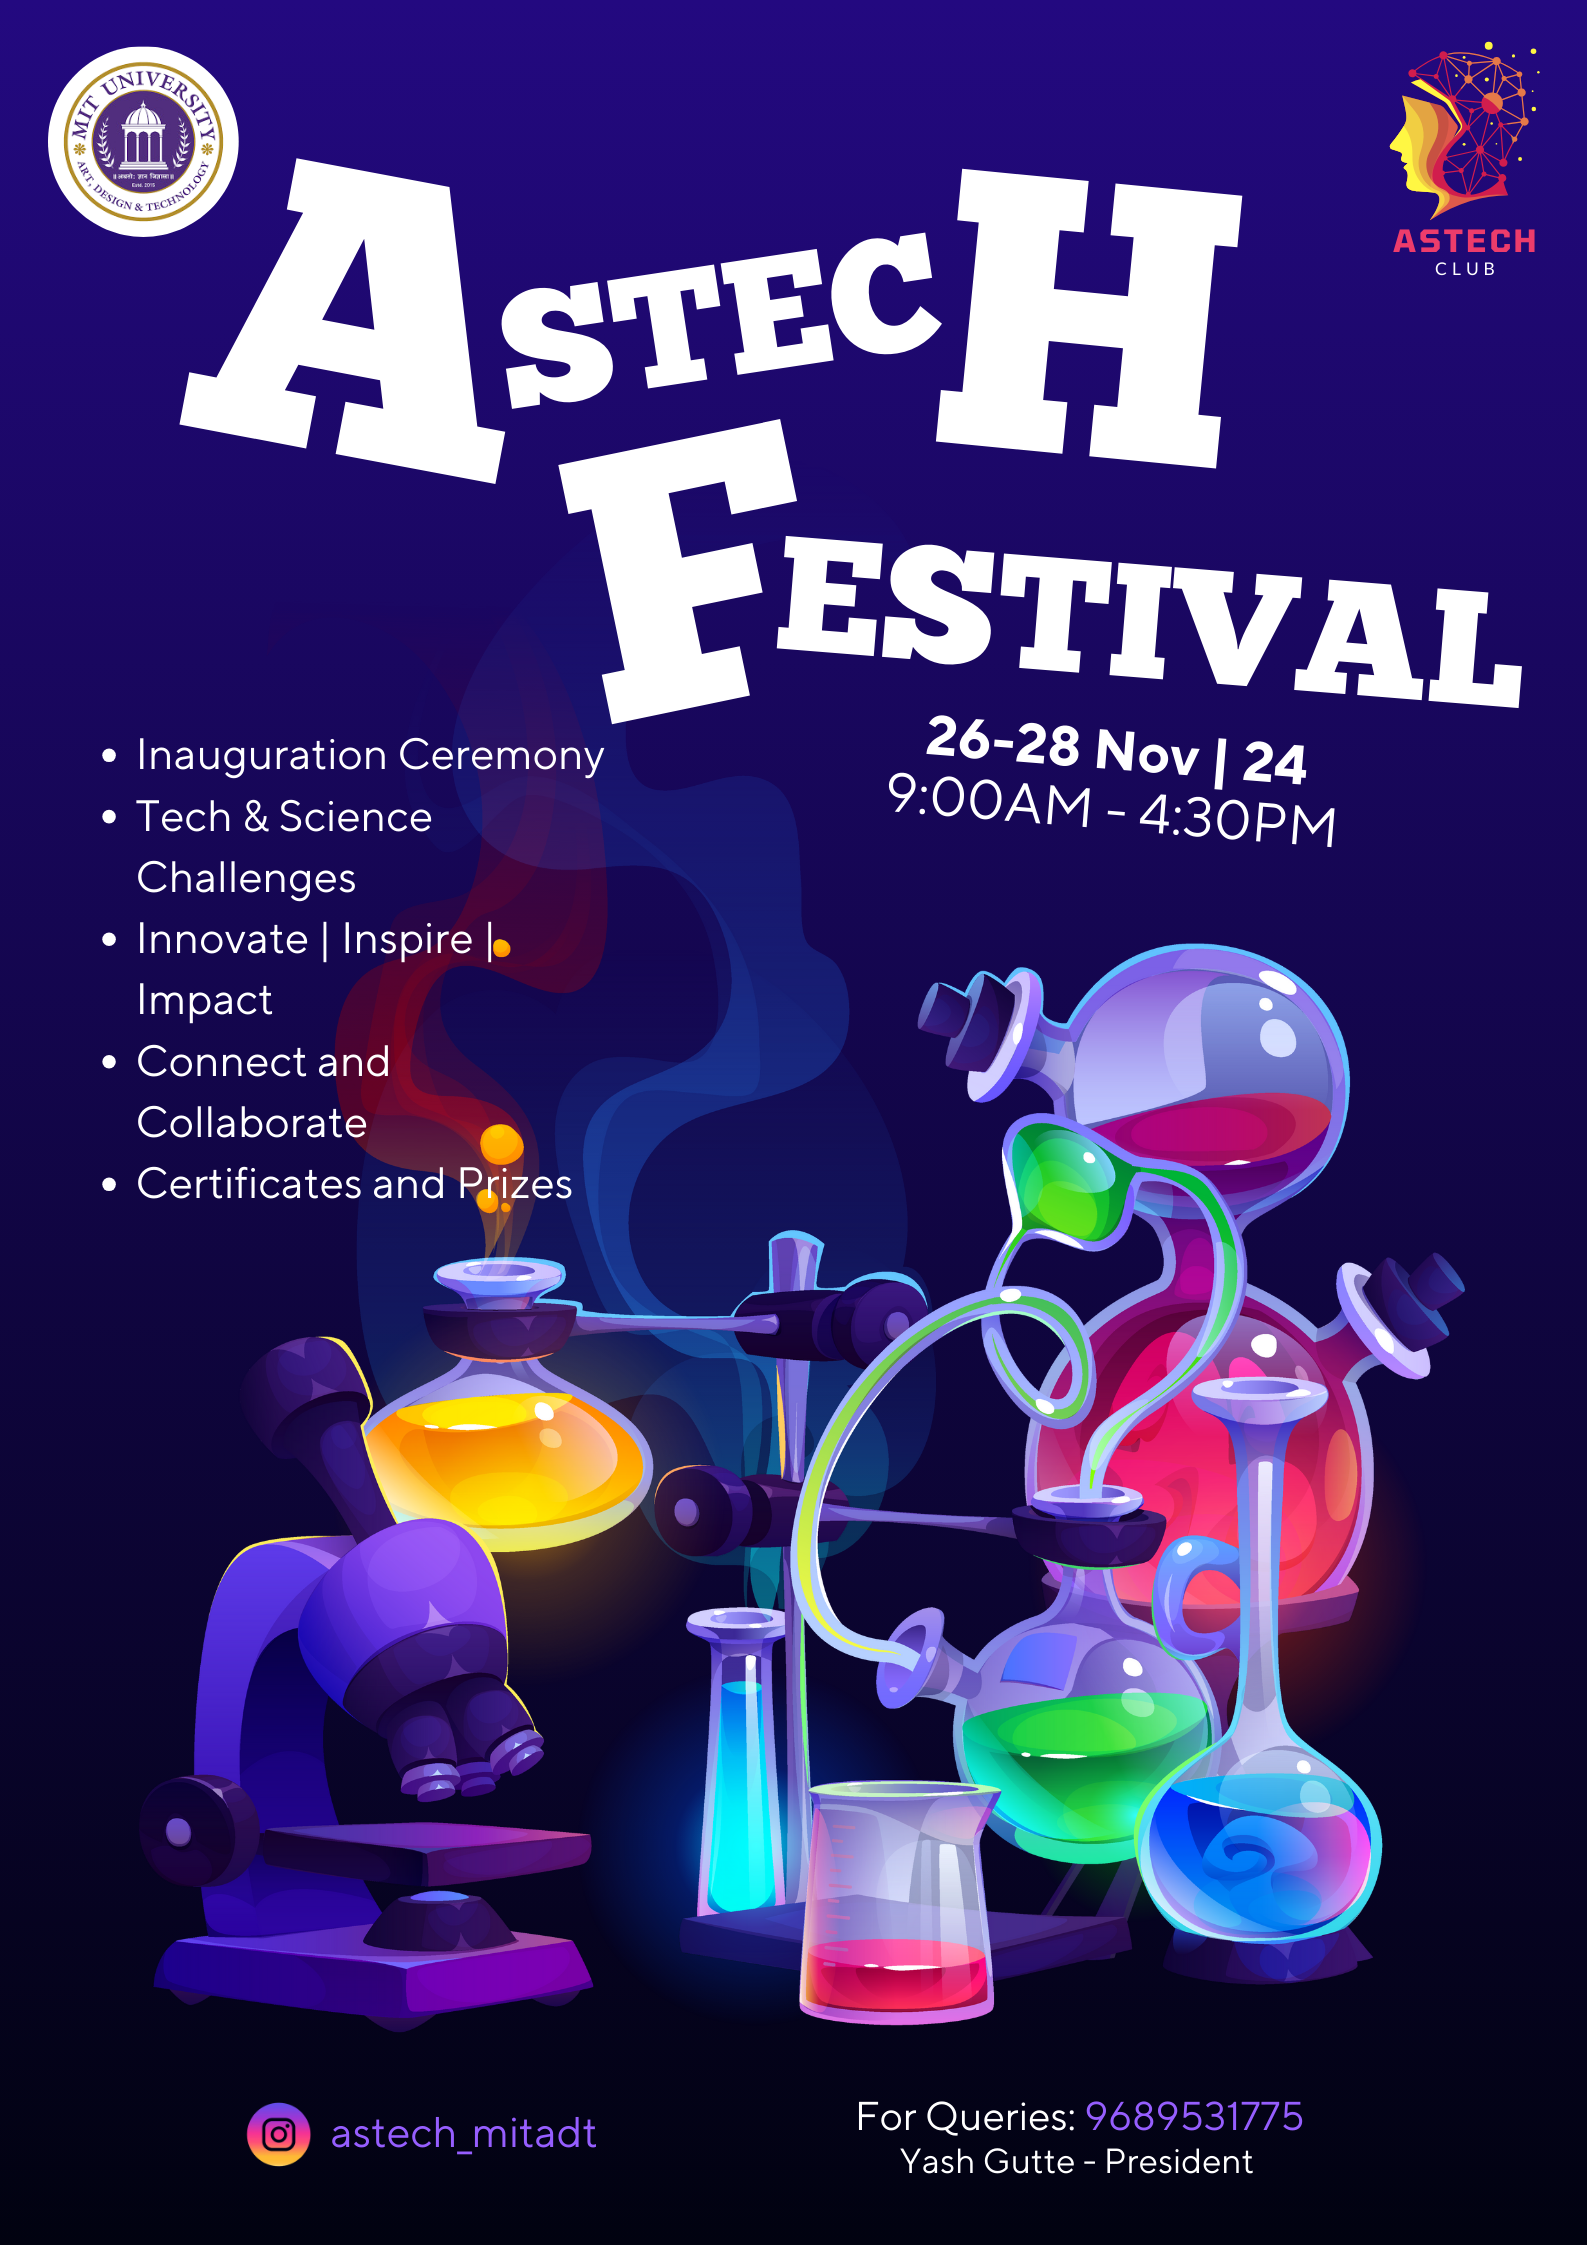 MIT UNIVERSITY
ART, DESIGN & TECHNOLOGY
Estd. 2015
ASTECH
CLUB
ASTECH
FESTIVAL
26-28 Nov | 24
9:00AM - 4:30PM
• Inauguration Ceremony
• Tech & Science
Challenges
• Innovate | Inspire |
Impact
• Connect and
Collaborate
• Certificates and Prizes
astech_mitadt
For Queries: 9689531775
Yash Gutte - President